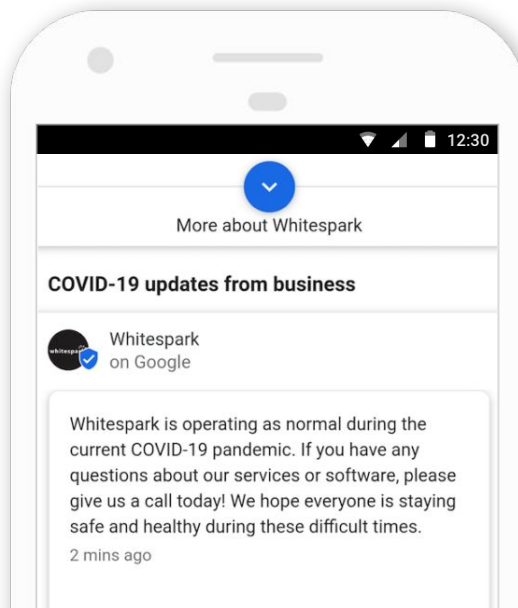 12:30
More about Whitespark
COVID-19 updates from business
whitespark
Whitespark
on Google
Whitespark is operating as normal during the
current COVID-19 pandemic. If you have any
questions about our services or software, please
give us a call today! We hope everyone is staying
safe and healthy during these difficult times.
2 mins ago